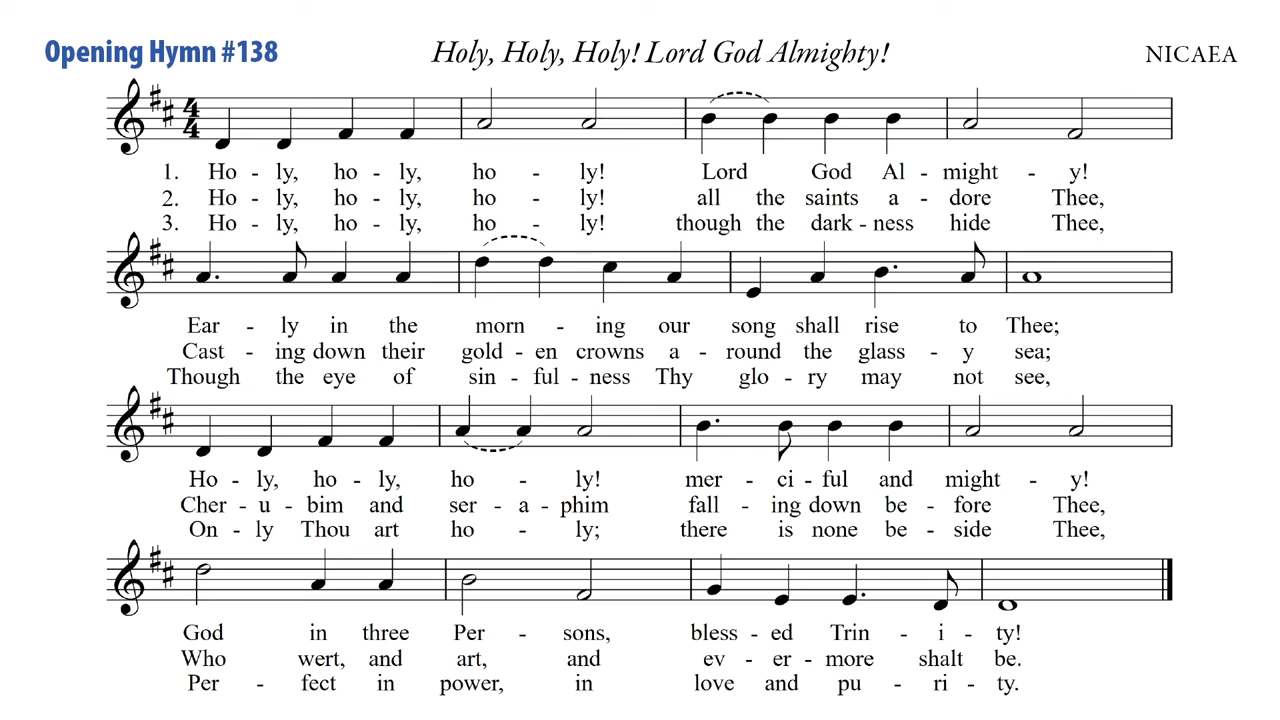 Opening Hymn #138
Holy, Holy, Holy! Lord God Almighty!
NICAEA
1. Ho - ly, ho - ly, ho - ly! Lord God Al - might - y!
2. Ho - ly, ho - ly, ho - ly! all the saints a - dore Thee,
3. Ho - ly, ho - ly, ho - ly! though the dark - ness hide Thee,
Ear - ly in the morn - ing our song shall rise to Thee;
Cast - ing down their gold - en crowns a - round the glass - y sea;
Though the eye of sin - ful - ness Thy glo - ry may not see,
Ho - ly, ho - ly, ho - ly! mer - ci - ful and might - y!
Cher - u - bim and ser - a - phim fall - ing down be - fore Thee,
On - ly Thou art ho - ly; there is none be - side Thee,
God in three Per - sons, bless - ed Trin - i - ty!
Who wert, and art, and ev - er - more shalt be.
Per - fect in power, in love and pu - ri - ty.